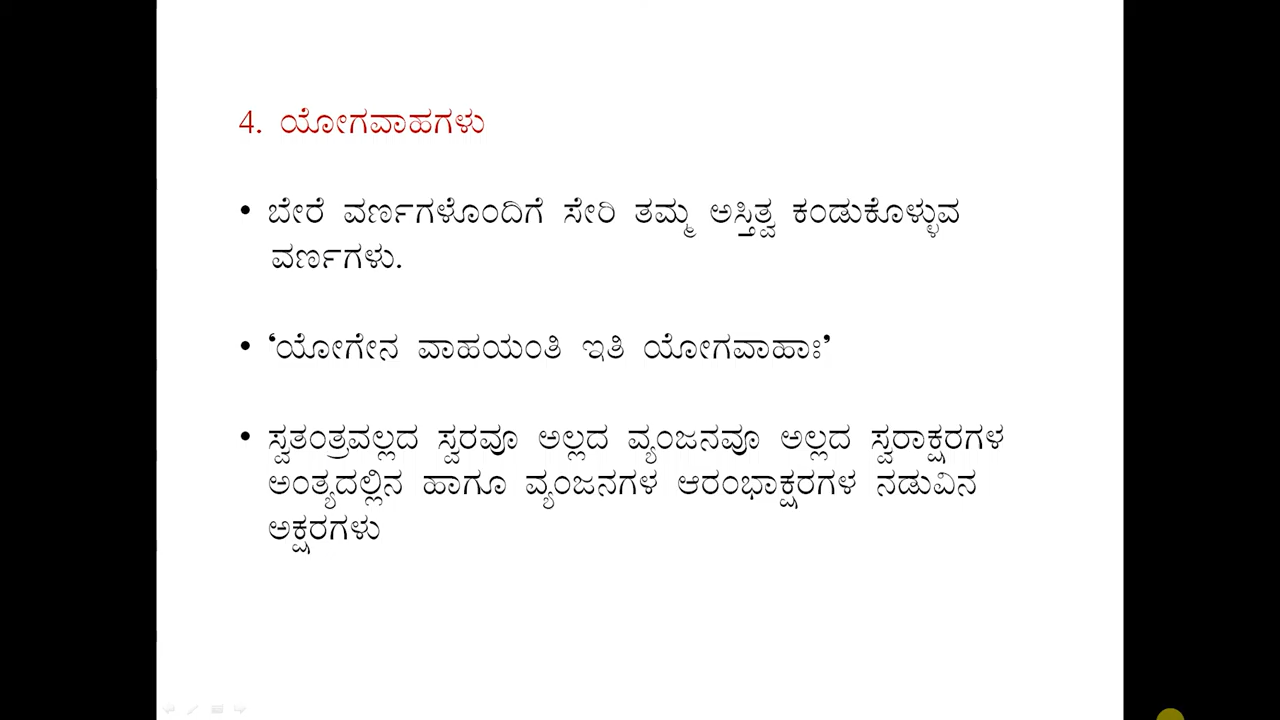 4. ಯೋಗವಾಹಗಳು
• ಬೇರೆ ವರ್ಣಗಳೊಂದಿಗೆ ಸೇರಿ ತಮ್ಮ ಅಸ್ತಿತ್ವ ಕಂಡುಕೊಳ್ಳುವ
ವರ್ಣಗಳು.
• ‘ಯೋಗೇನ ವಾಹಯಂತಿ ಇತಿ ಯೋಗವಾಹಾಃ’
• ಸ್ವತಂತ್ರವಲ್ಲದ ಸ್ವರವೂ ಅಲ್ಲದ ವ್ಯಂಜನವೂ ಅಲ್ಲದ ಸ್ವರಾಕ್ಷರಗಳ
ಅಂತ್ಯದಲ್ಲಿನ ಹಾಗೂ ವ್ಯಂಜನಗಳ ಆರಂಭಾಕ್ಷರಗಳ ನಡುವಿನ
ಅಕ್ಷರಗಳು